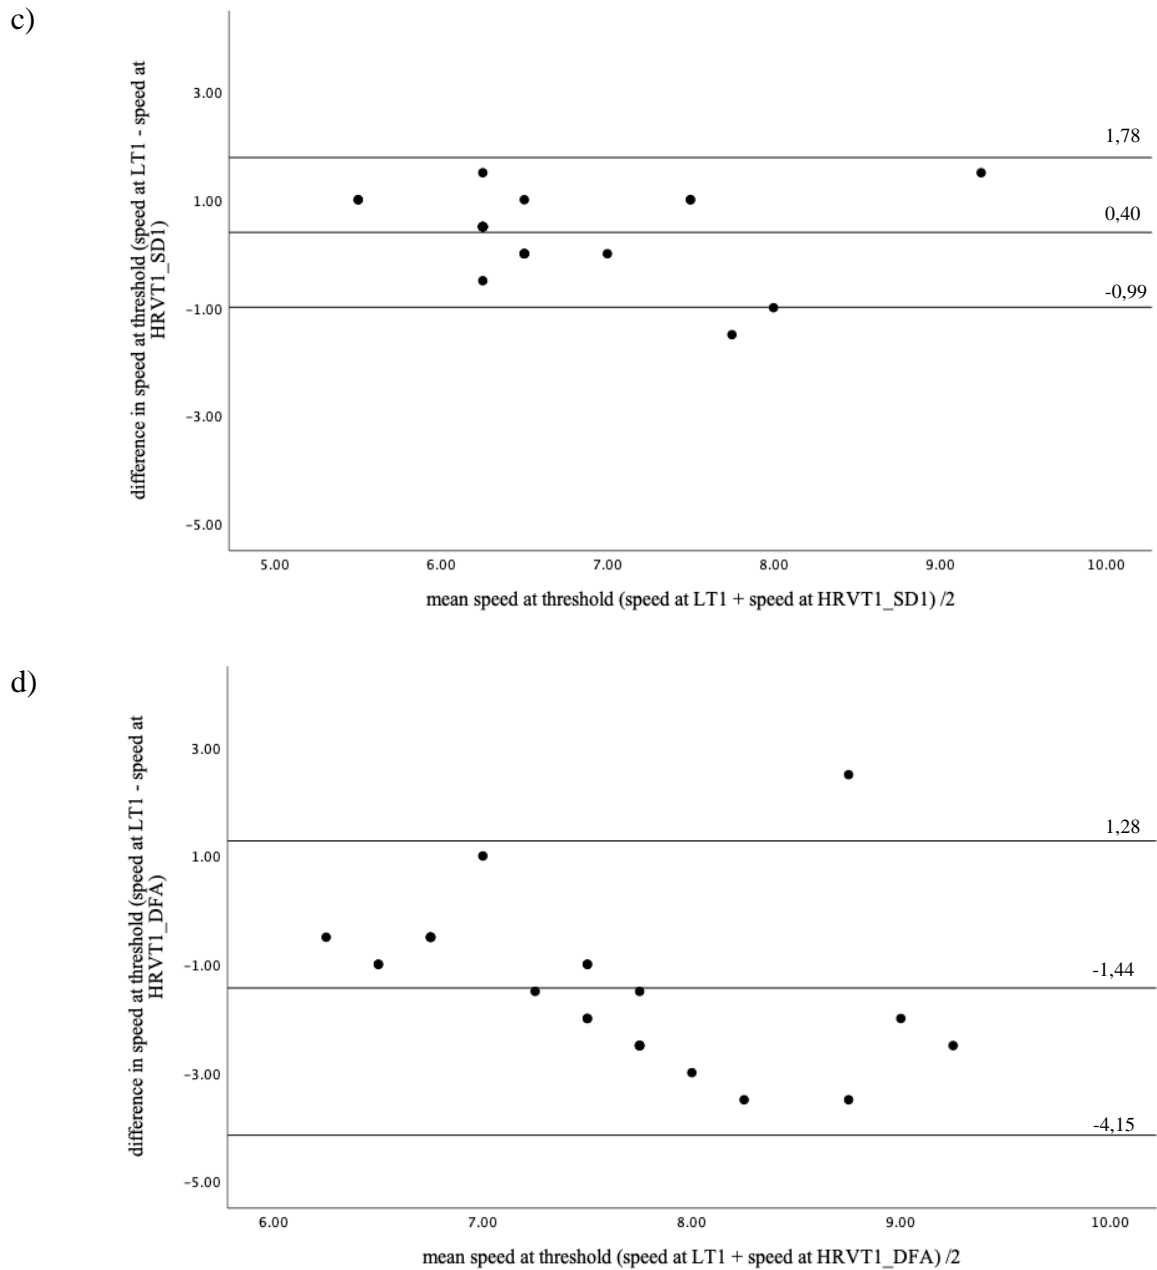 c)
difference in speed at threshold (speed at LT1 - speed at
HRVT1_SD1)
3.00
1.00
−1.00
−3.00
−5.00
1,78
0,40
-0,99
5.00 6.00 7.00 8.00 9.00 10.00
mean speed at threshold (speed at LT1 + speed at HRVT1_SD1) /2
d)
difference in speed at threshold (speed at LT1 - speed at
HRVT1_DFA)
3.00
1.00
−1.00
−3.00
−5.00
1,28
-1,44
-4,15
6.00 7.00 8.00 9.00 10.00
mean speed at threshold (speed at LT1 + speed at HRVT1_DFA) /2